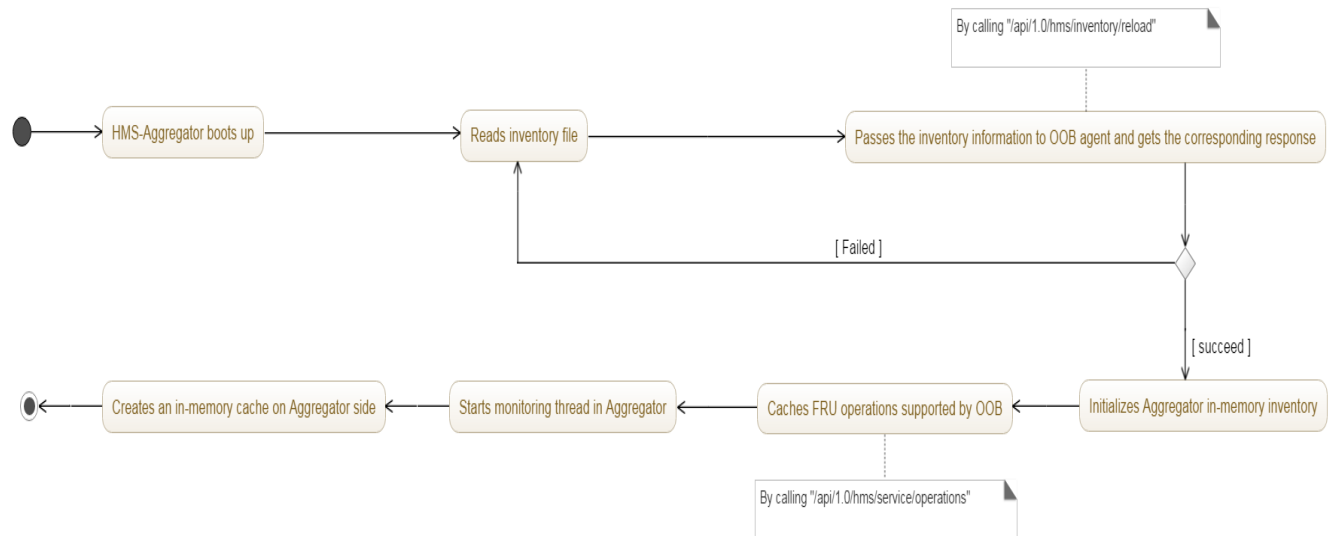 By calling "/api/1.0/hms/inventory/reload"
HMS-Aggregator boots up
Reads inventory file
Passes the inventory information to OOB agent and gets the corresponding response
[ Failed ]
[ succeed ]
Creates an in-memory cache on Aggregator side
Starts monitoring thread in Aggregator
Caches FRU operations supported by OOB
Initializes Aggregator in-memory inventory
By calling "/api/1.0/hms/service/operations"